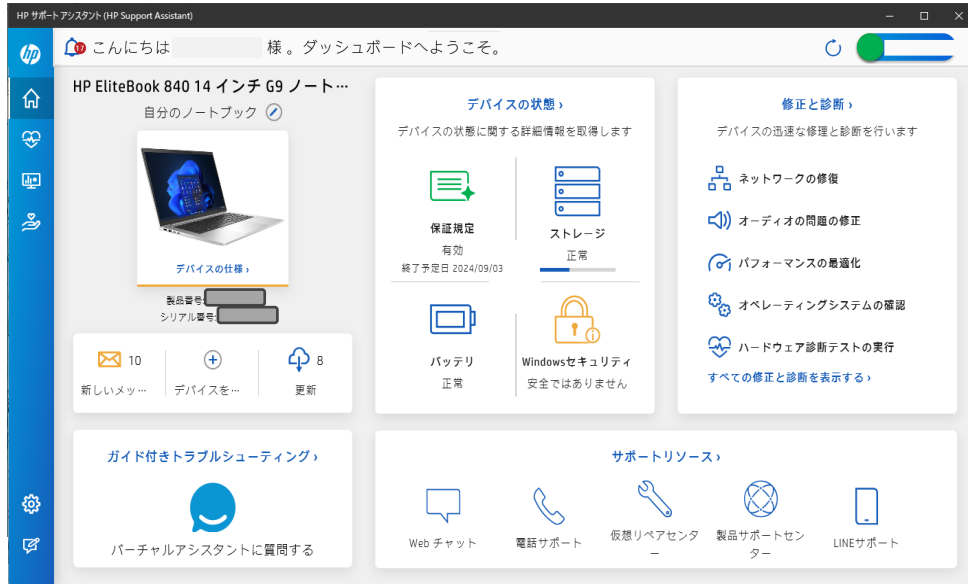 HP サポート アシスタント (HP Support Assistant)
hp
17
こんにちは 様 。ダッシュボードへようこそ。
HP EliteBook 840 14 インチ G9 ノート…
自分のノートブック
デバイスの仕様 ›
製品番号:
シリアル番号:
10
新しいメッ…
デバイスを…
8
更新
デバイスの状態 ›
デバイスの状態に関する詳細情報を取得します
保証規定
有効
終了予定日 2024/09/03
ストレージ
正常
バッテリ
正常
Windowsセキュリティ
安全ではありません
修正と診断 ›
デバイスの迅速な修理と診断を行います
ネットワークの修復
オーディオの問題の修正
パフォーマンスの最適化
オペレーティングシステムの確認
ハードウェア診断テストの実行
すべての修正と診断を表示する ›
ガイド付きトラブルシューティング ›
バーチャルアシスタントに質問する
サポートリソース ›
Web チャット
電話サポート
仮想リペアセンタ
ー
製品サポートセン
ター
LINEサポート